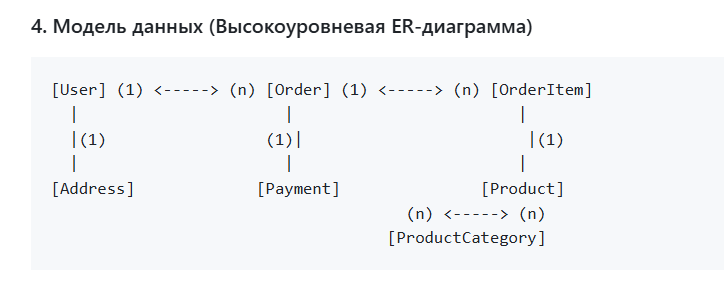 4. Модель данных (Высокоуровневая ER-диаграмма)
[User] (1) <-----> (n) [Order] (1) <-----> (n) [OrderItem]
| | |
|(1) (1)| |(1)
| | |
[Address] [Payment] [Product]
(n) <-----> (n)
[ProductCategory]